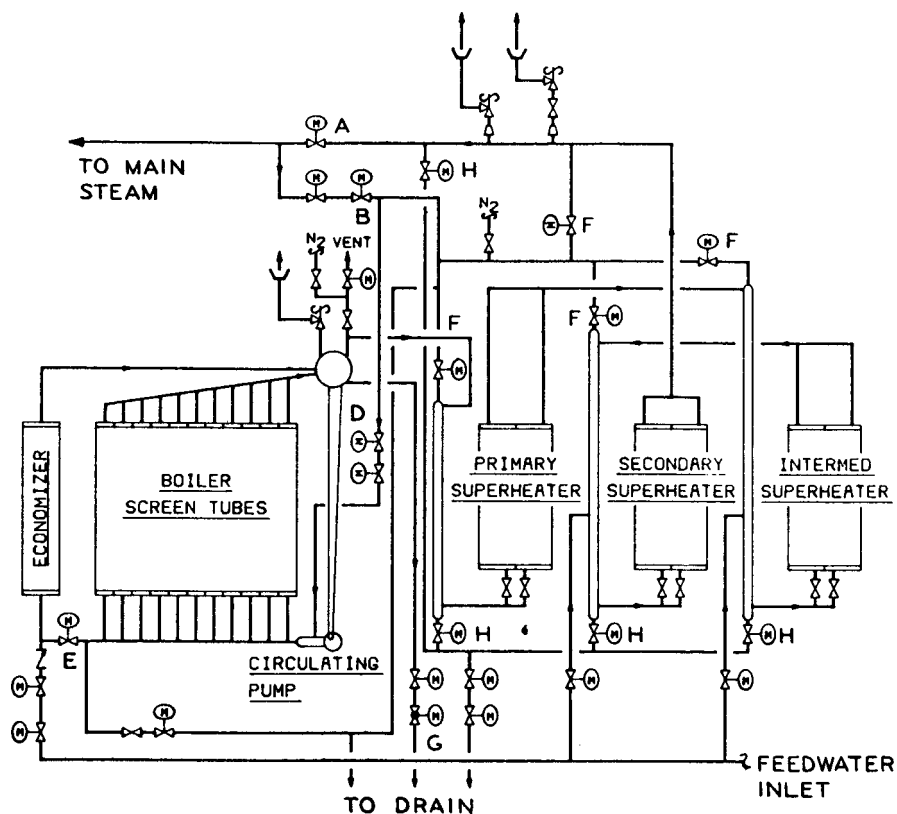 A
TO MAIN
STEAM
M
M
M
B
M
H
N2
M
F
M
F
N2
VENT
M
F
M
F
M
D
M
M
ECONOMIZER
BOILER
SCREEN TUBES
PRIMARY
SUPERHEATER
SECONDARY
SUPERHEATER
INTERMED
SUPERHEATER
M
E
CIRCULATING
PUMP
M
H
M
H
M
H
M
M
M
M
M
M
G
M
M
M
FEEDWATER
INLET
TO DRAIN